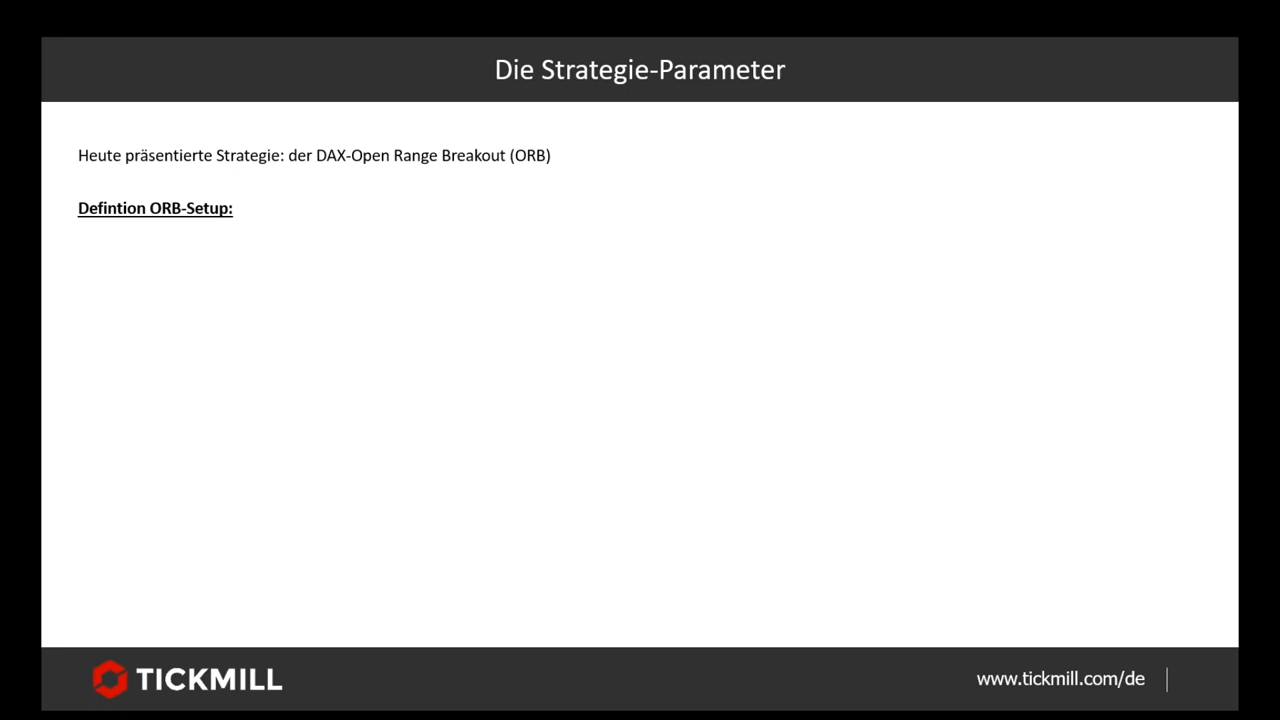 Die Strategie-Parameter
Heute präsentierte Strategie: der DAX-Open Range Breakout (ORB)
Defintion ORB-Setup:
TICKMILL
www.tickmill.com/de